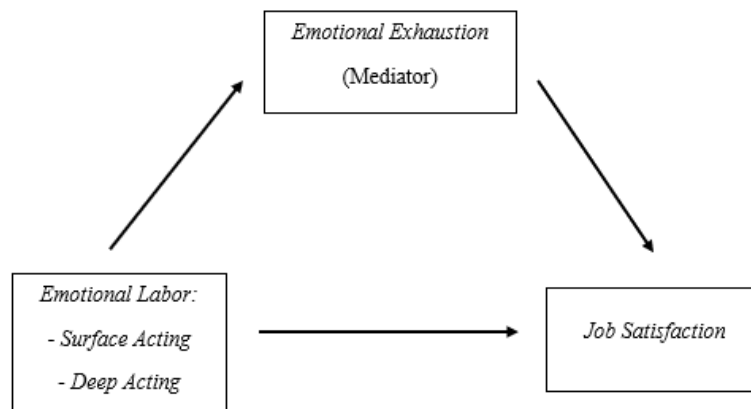 Emotional Exhaustion
(Mediator)
Emotional Labor:
- Surface Acting
- Deep Acting
Job Satisfaction